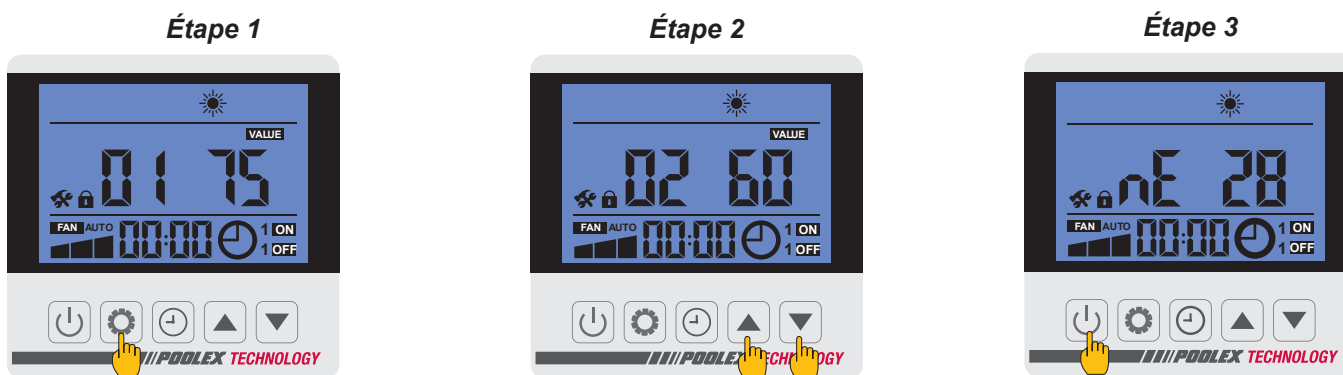 Étape 1
VALUE
01 75
FAN AUTO 00:00 1 ON
1 OFF
POOLEX TECHNOLOGY
Étape 2
VALUE
02 60
FAN AUTO 00:00 1 ON
1 OFF
TECHNOLOGY
Étape 3
nE 28
FAN AUTO 00:00 1 ON
1 OFF
POOLEX TECHNOLOGY